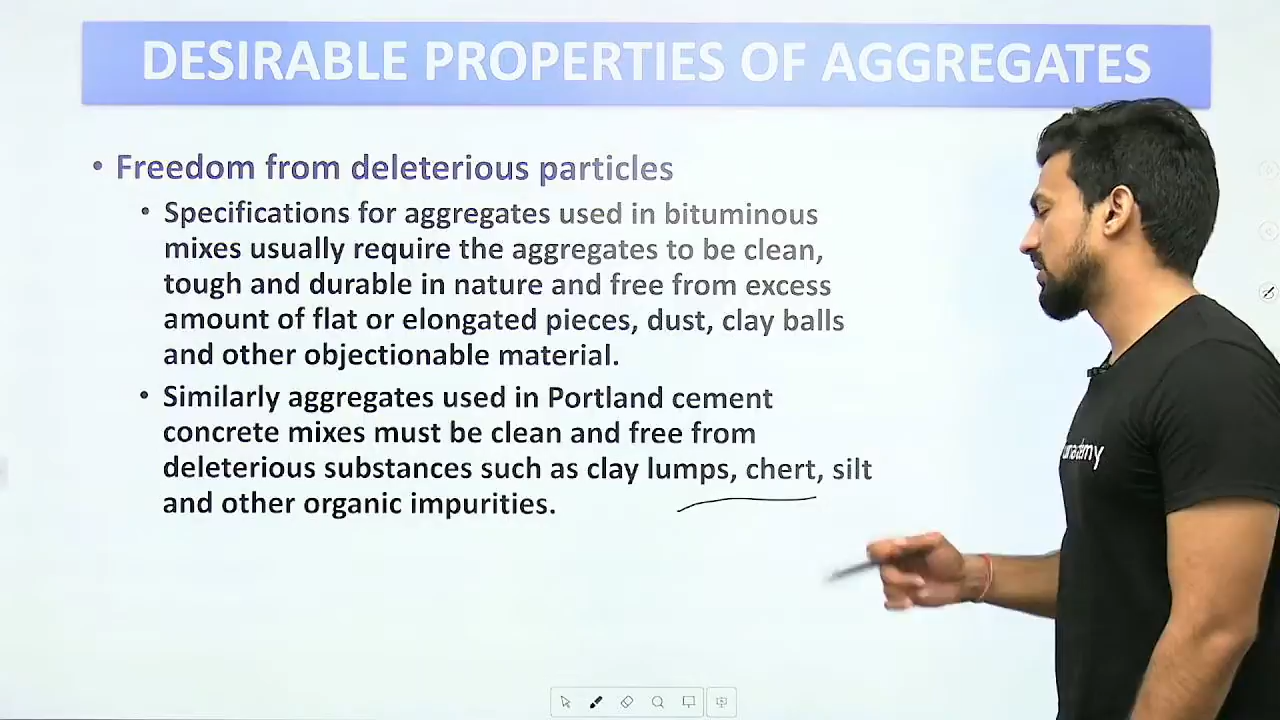 DESIRABLE PROPERTIES OF AGGREGATES
• Freedom from deleterious particles
• Specifications for aggregates used in bituminous
mixes usually require the aggregates to be clean,
tough and durable in nature and free from excess
amount of flat or elongated pieces, dust, clay balls
and other objectionable material.
• Similarly aggregates used in Portland cement
concrete mixes must be clean and free from
deleterious substances such as clay lumps, chert, silt
and other organic impurities.
unacademy